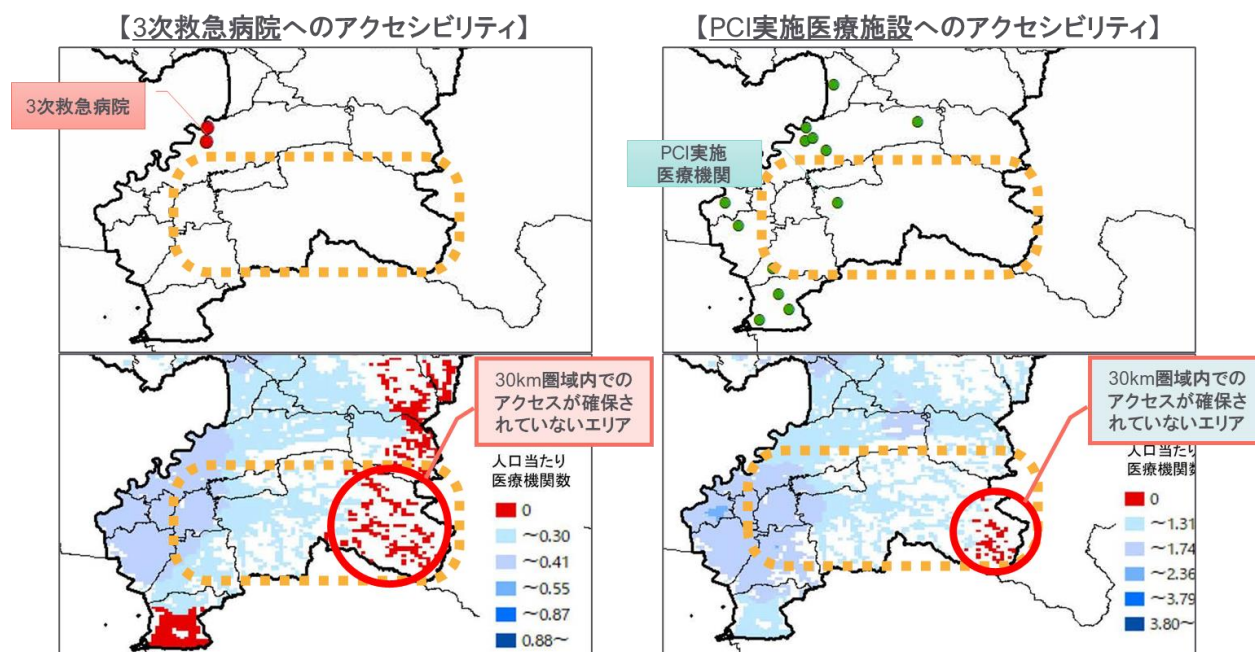 【3次救急病院へのアクセシビリティ】
3次救急病院
30km圏域内での
アクセスが確保さ
れていないエリア
人口当たり
医療機関数
0
～0.30
～0.41
～0.55
～0.87
0.88～
【PCI実施医療施設へのアクセシビリティ】
PCI実施
医療機関
30km圏域内での
アクセスが確保さ
れていないエリア
人口当たり
医療機関数
0
～1.31
～1.74
～2.36
～3.79
3.80～